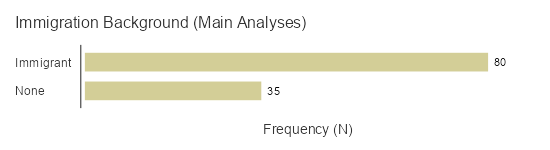 Immigration Background (Main Analyses)
Immigrant 80
None 35
Frequency (N)